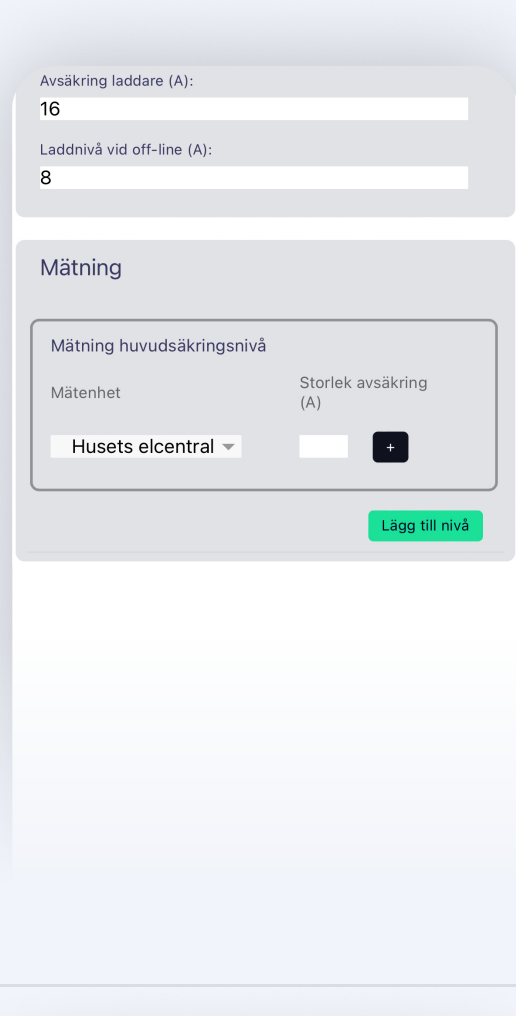 Avsäkring laddare (A):
16
Laddnivå vid off-line (A):
8
Mätning
Mätning huvudsäkringsnivå
Mätenhet
Storlek avsäkring
(A)
Husets elcentral
+
Lägg till nivå